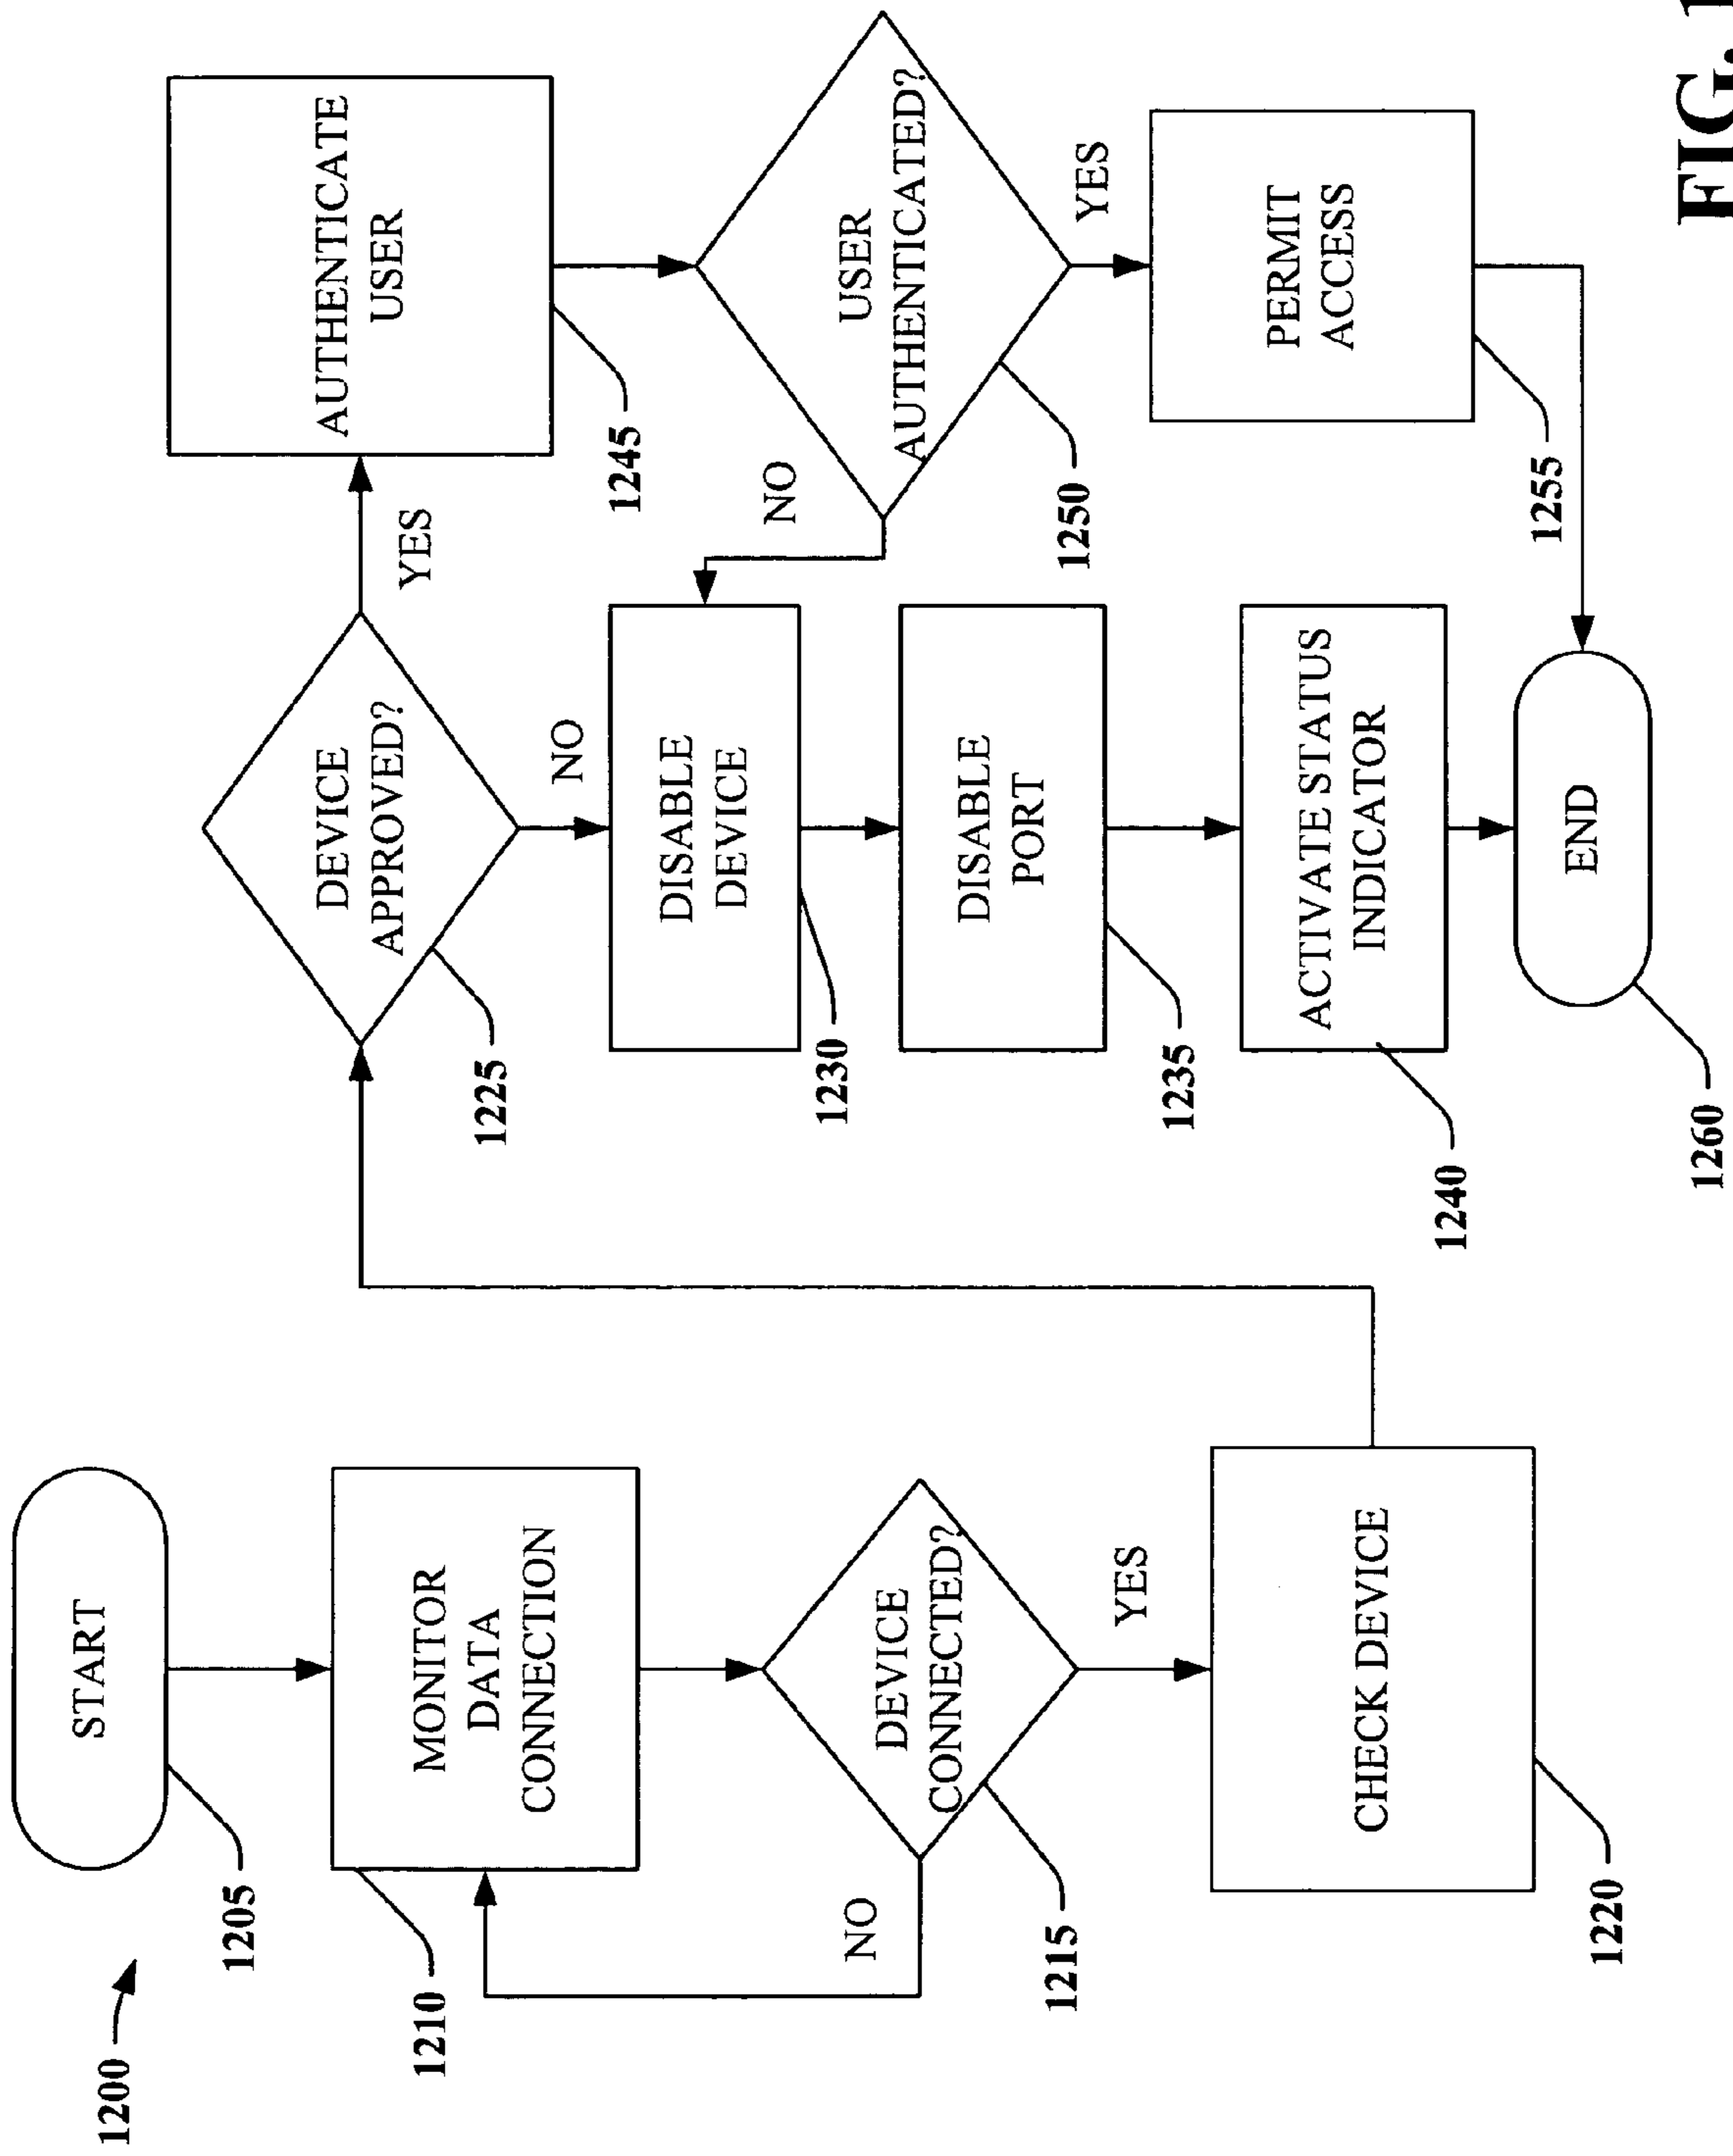 1200
START
1205
MONITOR
DATA
CONNECTION
1210
DEVICE
CONNECTED?
NO
YES
1215
CHECK DEVICE
1220
DEVICE
APPROVED?
YES
NO
1225
DISABLE
DEVICE
1230
DISABLE
PORT
1235
ACTIVATE STATUS
INDICATOR
1240
END
1260
AUTHENTICATE
USER
1245
USER
AUTHENTICATED?
NO
YES
1250
PERMIT
ACCESS
1255
FIG.